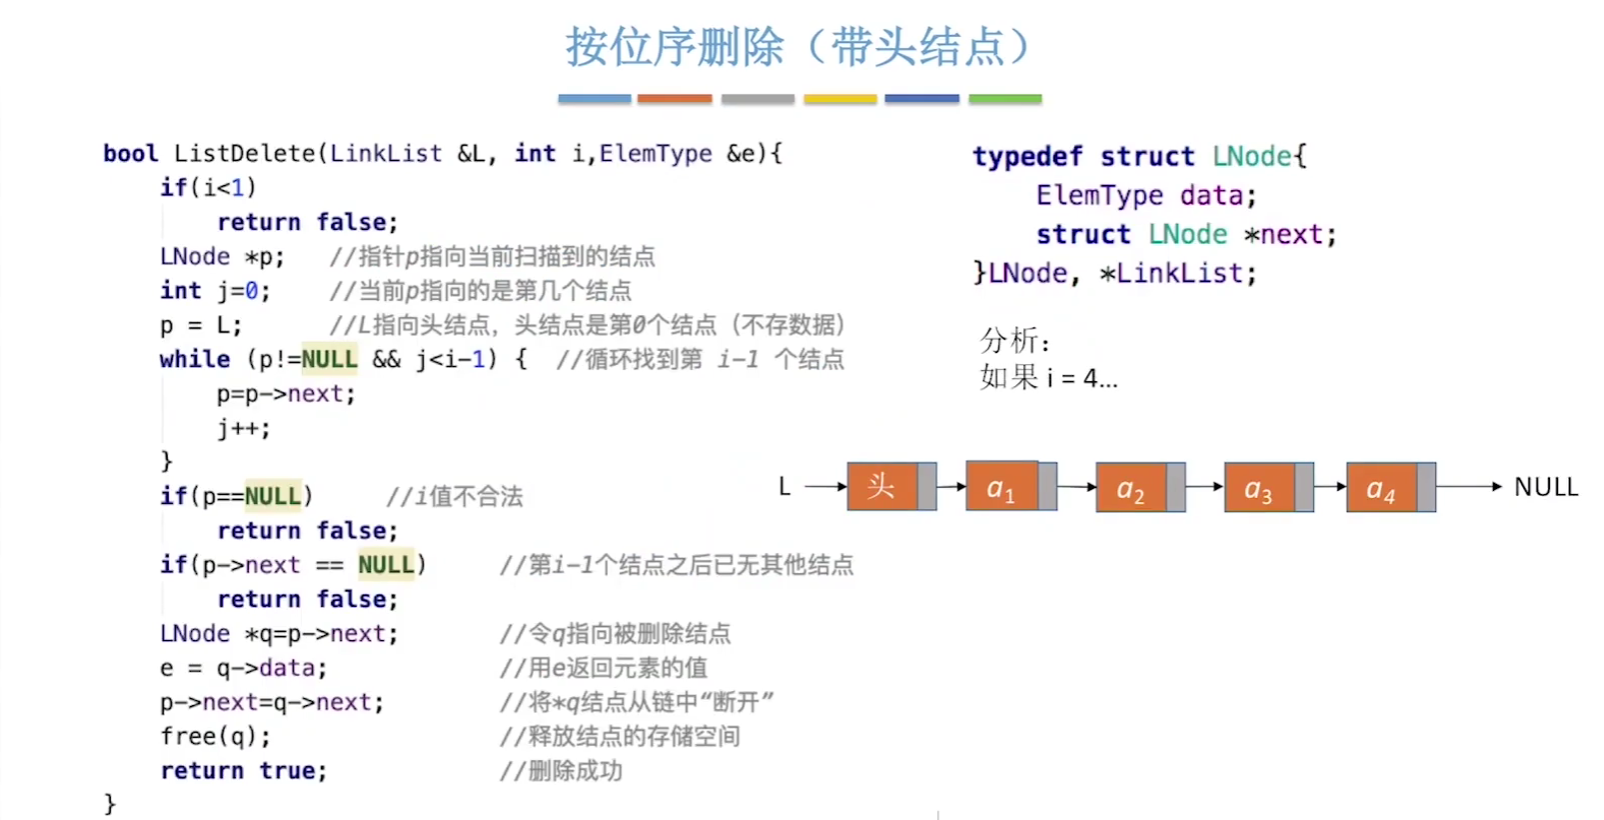 按位序删除（带头结点）
bool ListDelete(LinkList &L, int i,ElemType &e){
if(i<1)
return false;
LNode *p; //指针p指向当前扫描到的结点
int j=0; //当前p指向的是第几个结点
p = L; //L指向头结点，头结点是第0个结点（不存数据）
while (p!=NULL && j<i-1) { //循环找到第 i-1 个结点
p=p->next;
j++;
}
if(p==NULL) //i值不合法
return false;
if(p->next == NULL) //第i-1个结点之后已无其他结点
return false;
LNode *q=p->next; //令q指向被删除结点
e = q->data; //用e返回元素的值
p->next=q->next; //将*q结点从链中“断开”
free(q); //释放结点的存储空间
return true; //删除成功
}
typedef struct LNode{
ElemType data;
struct LNode *next;
}LNode, *LinkList;
分析：
如果 i = 4...
L 头 a1 a2 a3 a4 NULL